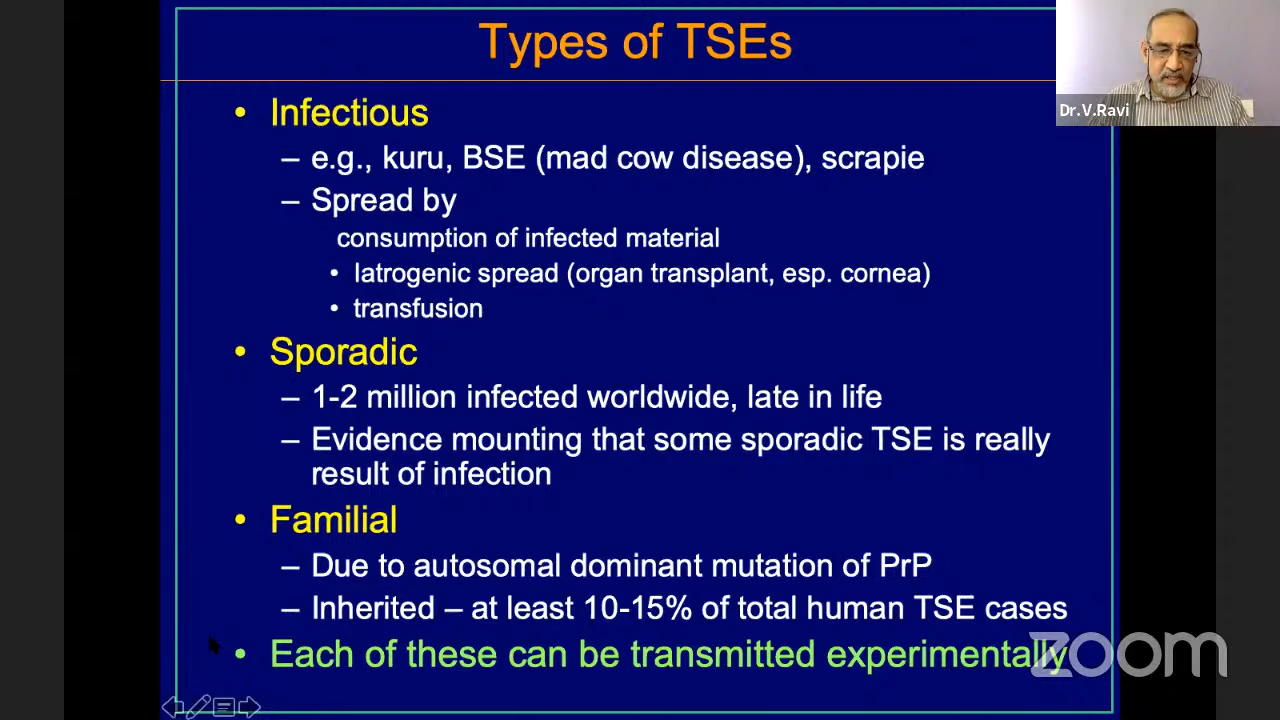 Types of TSEs
Dr.V.Ravi
• Infectious
– e.g., kuru, BSE (mad cow disease), scrapie
– Spread by
consumption of infected material
• Iatrogenic spread (organ transplant, esp. cornea)
• transfusion
• Sporadic
– 1-2 million infected worldwide, late in life
– Evidence mounting that some sporadic TSE is really
result of infection
• Familial
– Due to autosomal dominant mutation of PrP
– Inherited – at least 10-15% of total human TSE cases
• Each of these can be transmitted experimentally
zoom